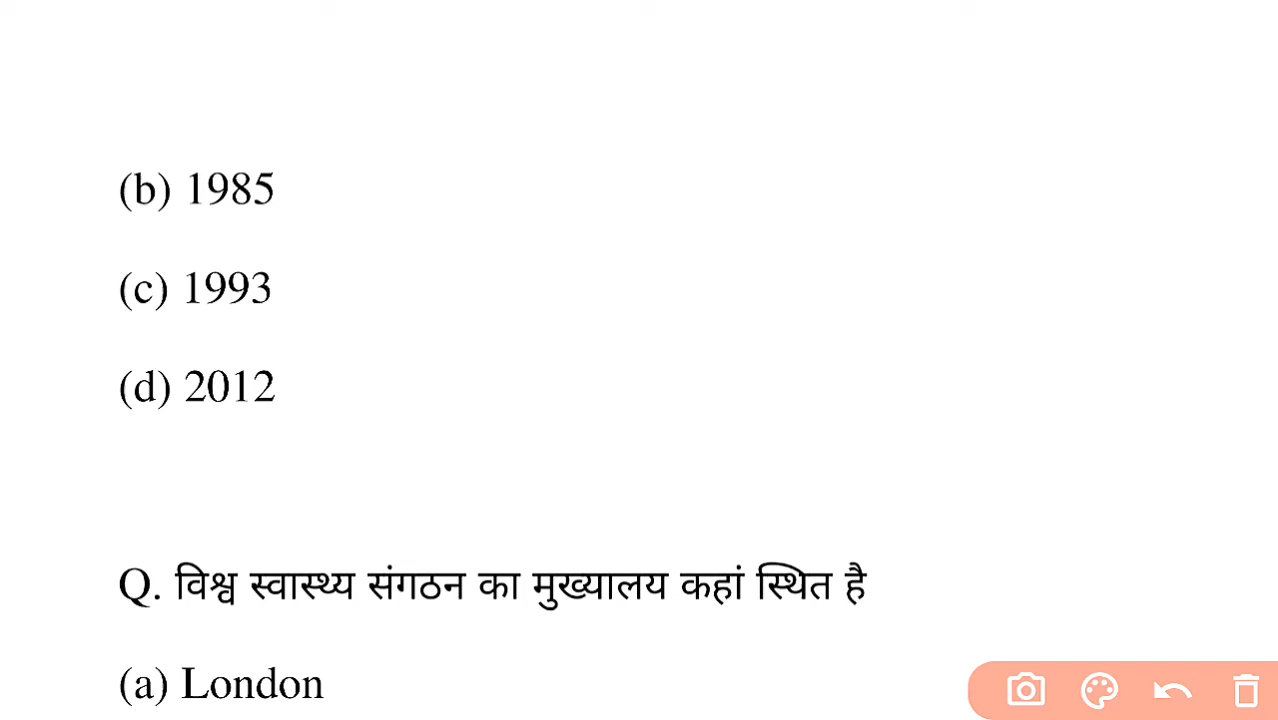 (b) 1985
(c) 1993
(d) 2012
Q. विश्व स्वास्थ्य संगठन का मुख्यालय कहां स्थित है
(a) London